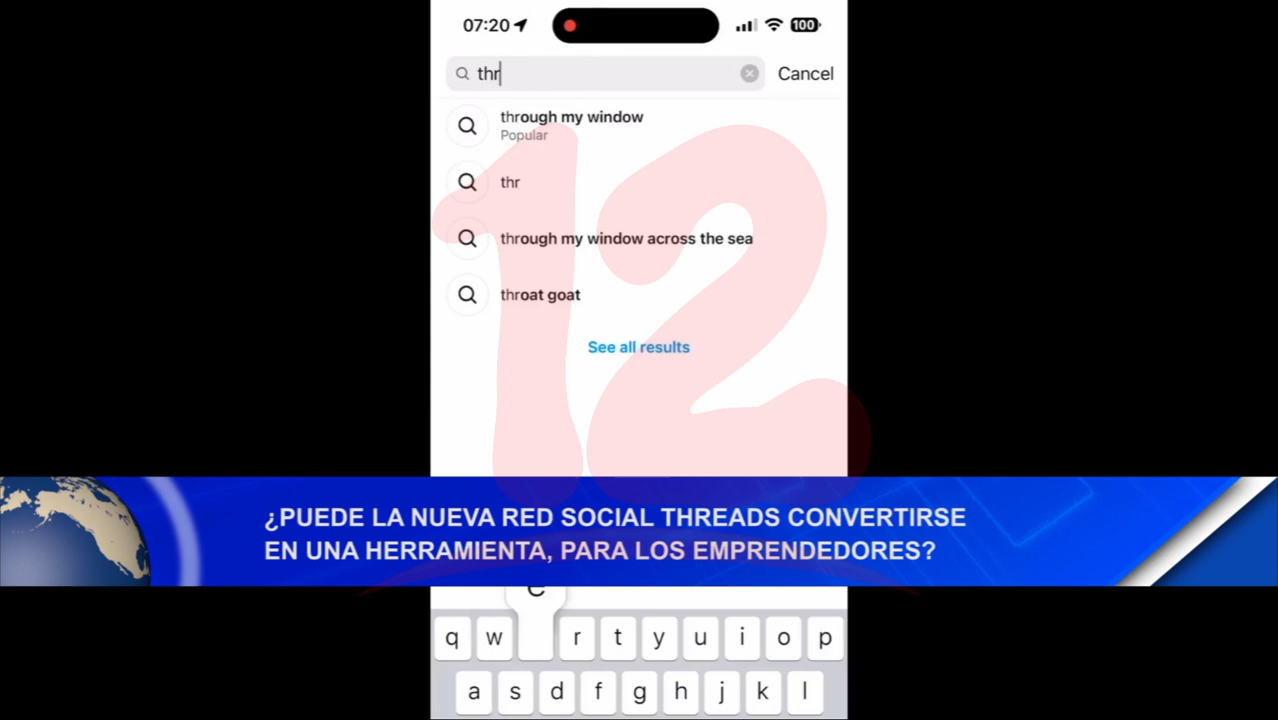 07:20
100
thr
Cancel
through my window
Popular
thr
through my window across the sea
throat goat
See all results
12
¿PUEDE LA NUEVA RED SOCIAL THREADS CONVERTIRSE
EN UNA HERRAMIENTA, PARA LOS EMPRENDEDORES?
q w r t y u i o p
a s d f g h j k l